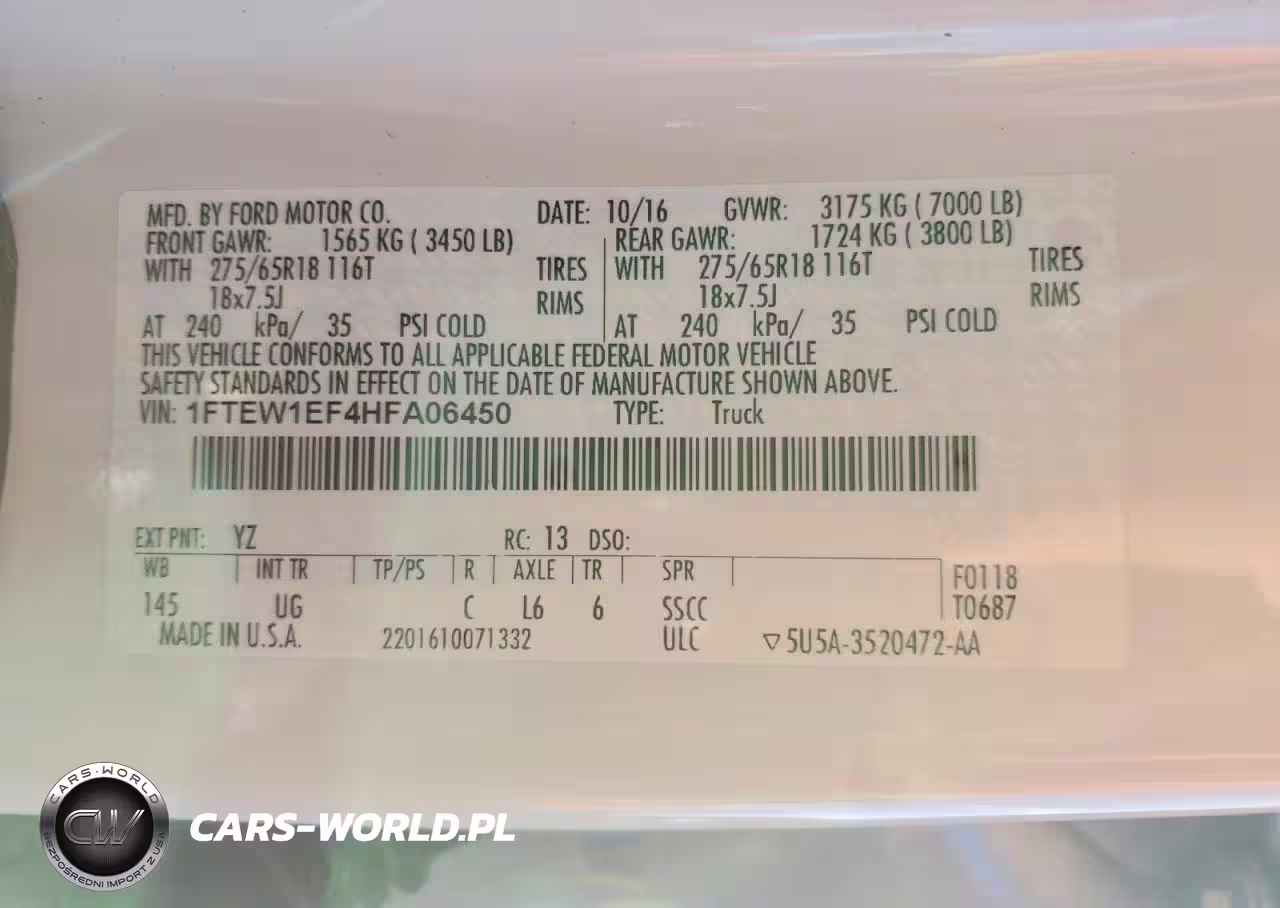 MFD. BY FORD MOTOR CO. DATE: 10/16 GVWR: 3175 KG ( 7000 LB)
FRONT GAWR: 1565 KG ( 3450 LB) REAR GAWR: 1724 KG ( 3800 LB)
WITH 275/65R18 116T TIRES WITH 275/65R18 116T TIRES
18x7.5J RIMS 18x7.5J RIMS
AT 240 kPa/ 35 PSI COLD AT 240 kPa/ 35 PSI COLD
THIS VEHICLE CONFORMS TO ALL APPLICABLE FEDERAL MOTOR VEHICLE
SAFETY STANDARDS IN EFFECT ON THE DATE OF MANUFACTURE SHOWN ABOVE.
VIN: 1FTEW1EF4HFA06450 TYPE: Truck
EXT PNT: YZ RC: 13 DSO:
WB INT TR TP/PS R AXLE TR SPR F0118
145 UG C L6 6 SSCC T0687
MADE IN U.S.A. 2201610071332 ULC ▽5U5A-3520472-AA
CARS-WORLD
CW
BEZPOŚREDNI IMPORT Z USA
CARS-WORLD.PL